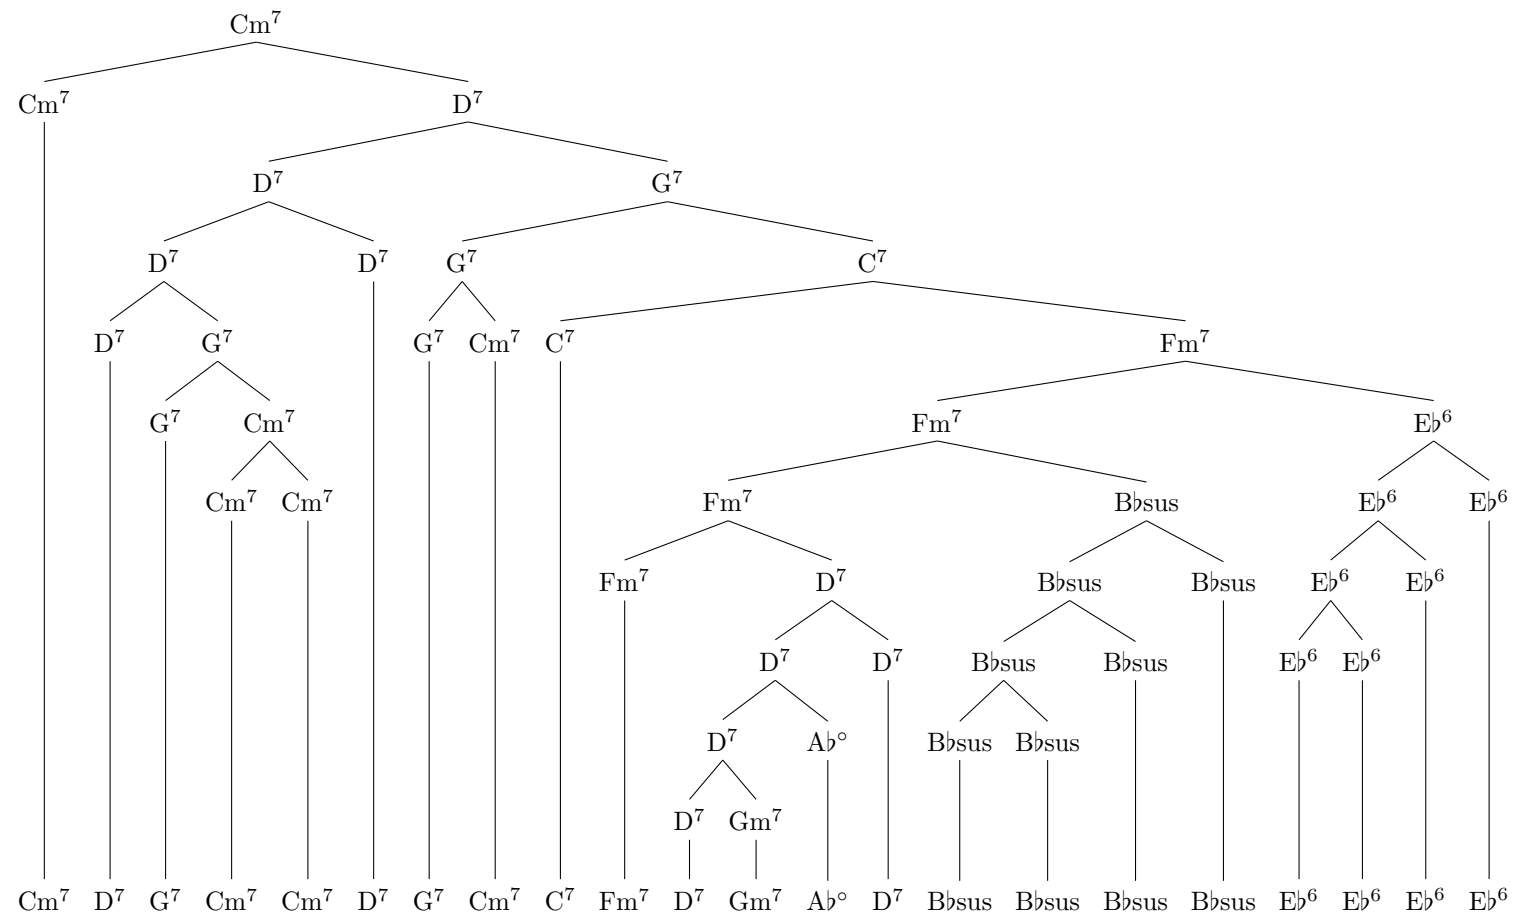 Cm⁷
Cm⁷ D⁷
D⁷ G⁷
D⁷ D⁷ G⁷ C⁷
D⁷ G⁷ G⁷ Cm⁷ C⁷ Fm⁷
G⁷ Cm⁷ Fm⁷ E♭⁶
Cm⁷ Cm⁷ Fm⁷ B♭sus E♭⁶ E♭⁶
Fm⁷ D⁷ B♭sus B♭sus E♭⁶ E♭⁶
D⁷ D⁷ B♭sus B♭sus E♭⁶ E♭⁶
D⁷ A♭° B♭sus B♭sus
D⁷ Gm⁷
Cm⁷ D⁷ G⁷ Cm⁷ Cm⁷ D⁷ G⁷ Cm⁷ C⁷ Fm⁷ D⁷ Gm⁷ A♭° D⁷ B♭sus B♭sus B♭sus B♭sus E♭⁶ E♭⁶ E♭⁶ E♭⁶